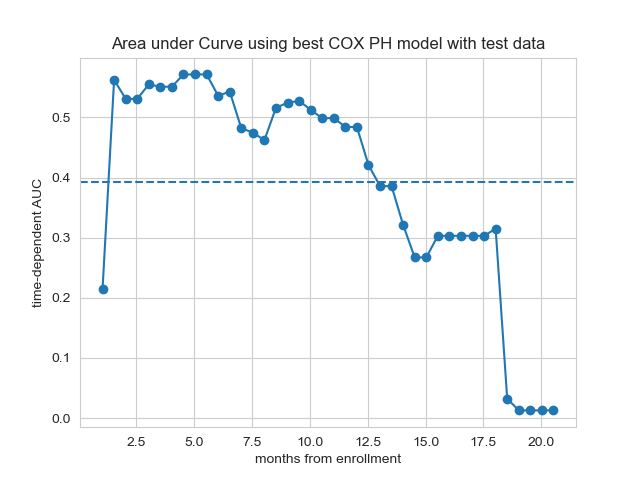 Area under Curve using best COX PH model with test data
time-dependent AUC
0.5
0.4
0.3
0.2
0.1
0.0
2.5 5.0 7.5 10.0 12.5 15.0 17.5 20.0
months from enrollment